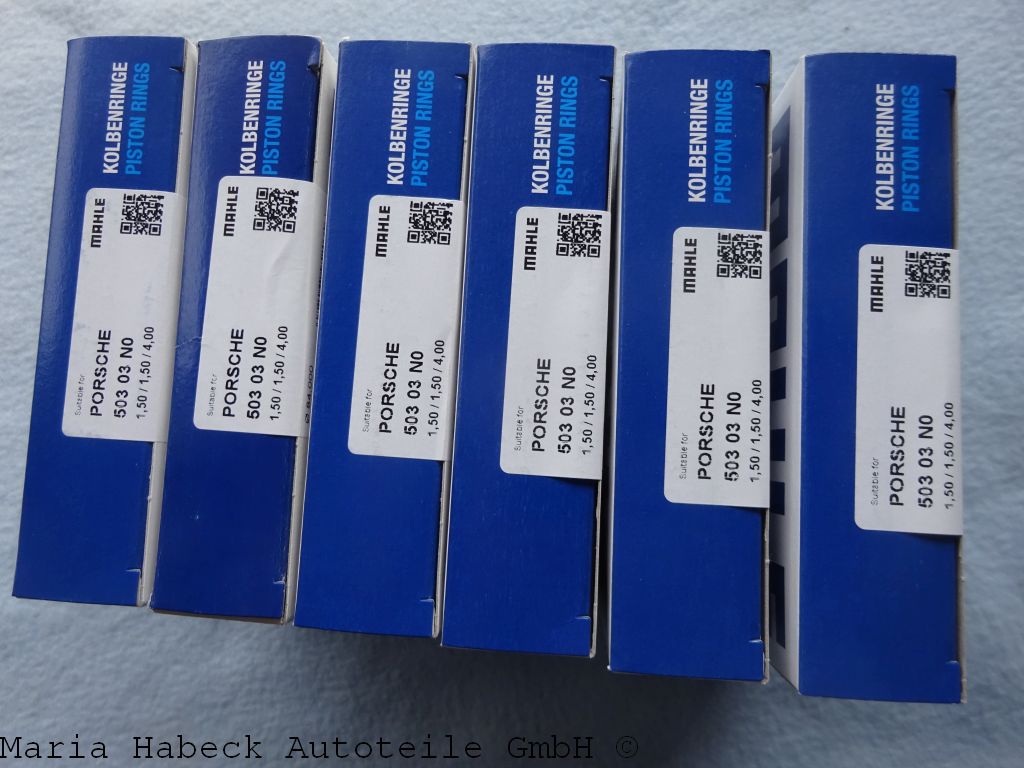 KOLBENRINGE
PISTON RINGS
MAHLE
Suitable for
PORSCHE
503 03 N0
1,50 / 1,50 / 4,00
KOLBENRINGE
PISTON RINGS
MAHLE
Suitable for
PORSCHE
503 03 N0
1,50 / 1,50 / 4,00
KOLBENRINGE
PISTON RINGS
MAHLE
Suitable for
PORSCHE
503 03 N0
1,50 / 1,50 / 4,00
KOLBENRINGE
PISTON RINGS
MAHLE
Suitable for
PORSCHE
503 03 N0
1,50 / 1,50 / 4,00
KOLBENRINGE
PISTON RINGS
MAHLE
Suitable for
PORSCHE
503 03 N0
1,50 / 1,50 / 4,00
KOLBENRINGE
PISTON RINGS
MAHLE
Suitable for
PORSCHE
503 03 N0
1,50 / 1,50 / 4,00
Maria Habeck Autoteile GmbH ©